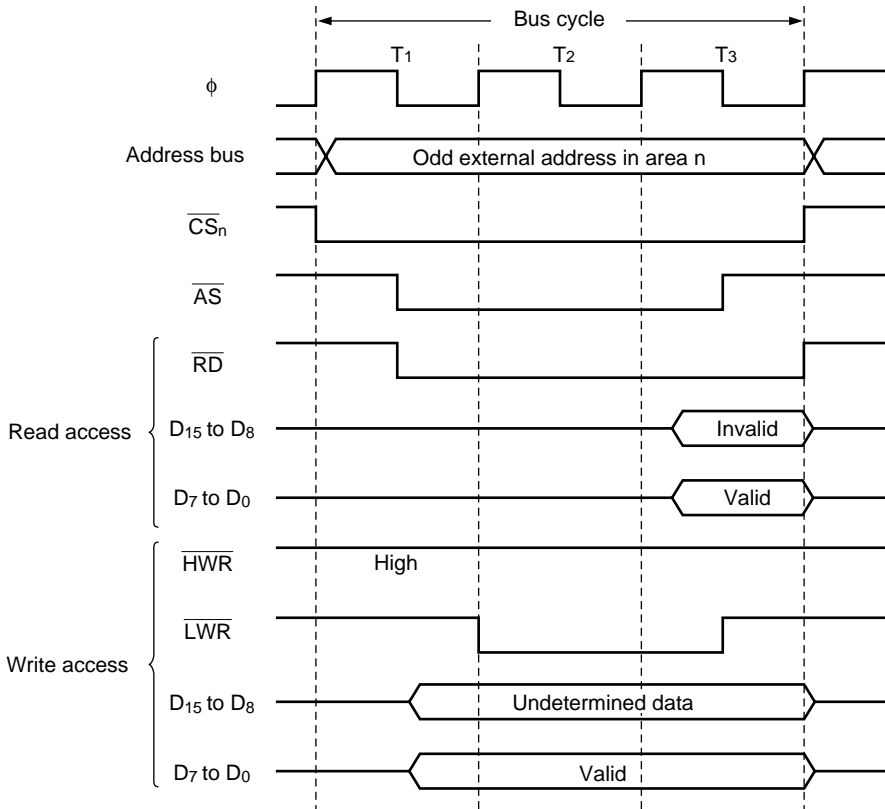 Bus cycle
T1 T2 T3
ϕ
Address bus Odd external address in area n
CSn
AS
RD
Read access
D15 to D8 Invalid
D7 to D0 Valid
HWR High
LWR
Write access
D15 to D8 Undetermined data
D7 to D0 Valid